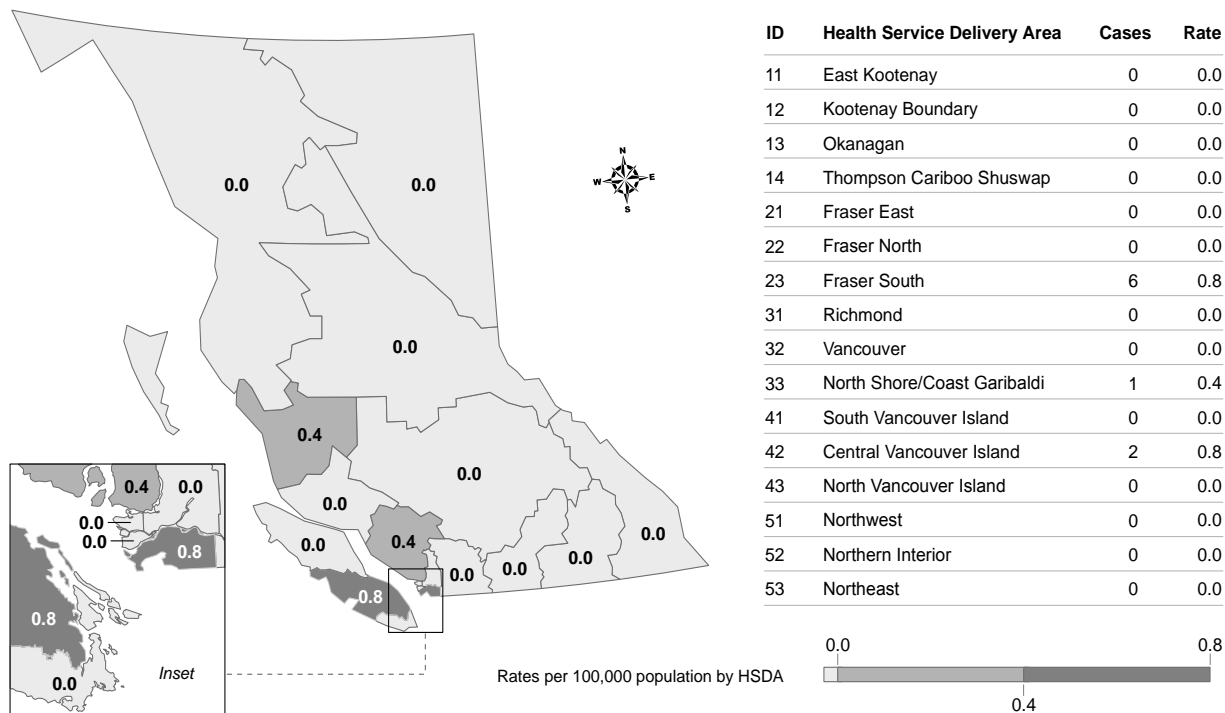 0.0
0.0
0.0
0.4
0.0
0.0
0.0
0.4
0.0
0.0
0.0
0.0
0.8
N
W E
S
0.4 0.0
0.0
0.0
0.8
0.8
0.0
Inset
ID Health Service Delivery Area Cases Rate
11 East Kootenay 0 0.0
12 Kootenay Boundary 0 0.0
13 Okanagan 0 0.0
14 Thompson Cariboo Shuswap 0 0.0
21 Fraser East 0 0.0
22 Fraser North 0 0.0
23 Fraser South 6 0.8
31 Richmond 0 0.0
32 Vancouver 0 0.0
33 North Shore/Coast Garibaldi 1 0.4
41 South Vancouver Island 0 0.0
42 Central Vancouver Island 2 0.8
43 North Vancouver Island 0 0.0
51 Northwest 0 0.0
52 Northern Interior 0 0.0
53 Northeast 0 0.0
Rates per 100,000 population by HSDA
0.0 0.8
0.4